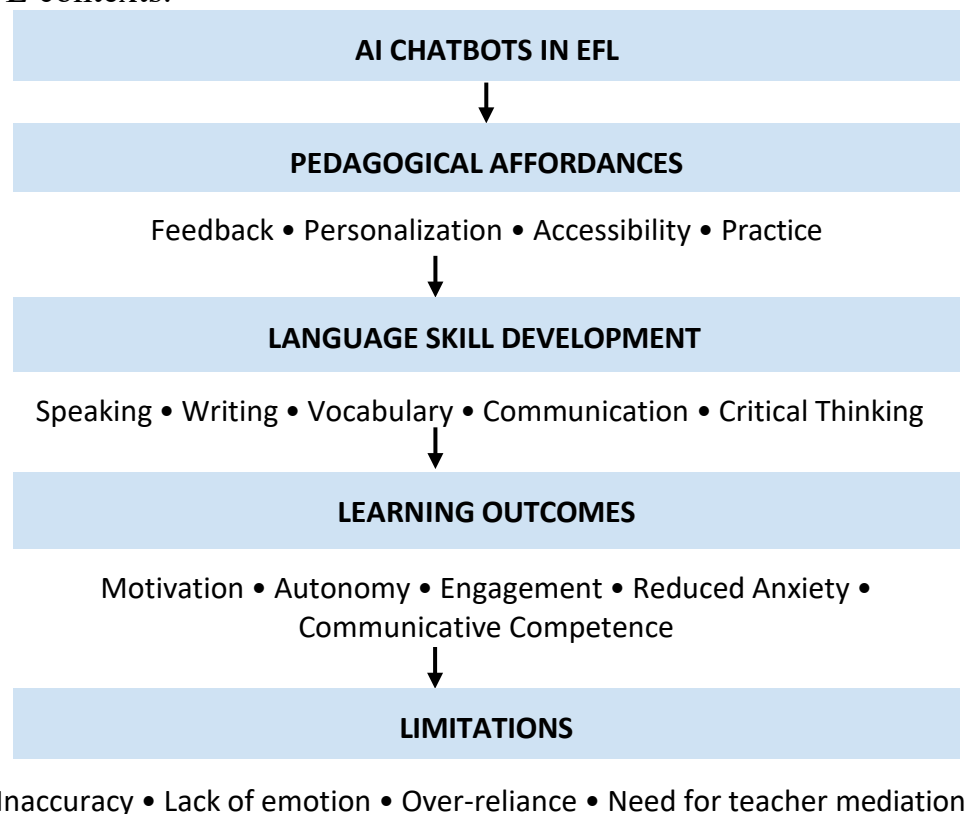 contexts.
AI CHATBOTS IN EFL
PEDAGOGICAL AFFORDANCES
Feedback • Personalization • Accessibility • Practice
LANGUAGE SKILL DEVELOPMENT
Speaking • Writing • Vocabulary • Communication • Critical Thinking
LEARNING OUTCOMES
Motivation • Autonomy • Engagement • Reduced Anxiety •
Communicative Competence
LIMITATIONS
Inaccuracy • Lack of emotion • Over-reliance • Need for teacher mediation